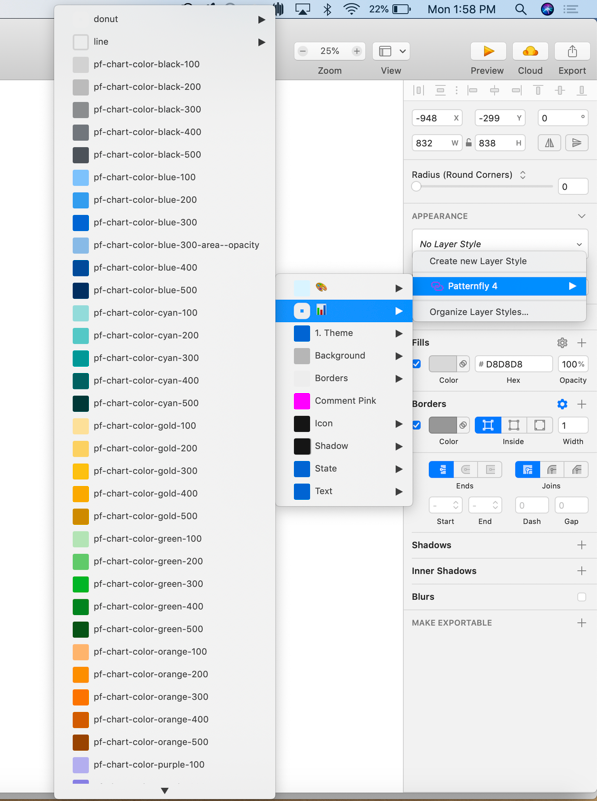 22%
Mon 1:58 PM
donut
line
pf-chart-color-black-100
pf-chart-color-black-200
pf-chart-color-black-300
pf-chart-color-black-400
pf-chart-color-black-500
pf-chart-color-blue-100
pf-chart-color-blue-200
pf-chart-color-blue-300
pf-chart-color-blue-300-area--opacity
pf-chart-color-blue-400
pf-chart-color-blue-500
pf-chart-color-cyan-100
pf-chart-color-cyan-200
pf-chart-color-cyan-300
pf-chart-color-cyan-400
pf-chart-color-cyan-500
pf-chart-color-gold-100
pf-chart-color-gold-200
pf-chart-color-gold-300
pf-chart-color-gold-400
pf-chart-color-gold-500
pf-chart-color-green-100
pf-chart-color-green-200
pf-chart-color-green-300
pf-chart-color-green-400
pf-chart-color-green-500
pf-chart-color-orange-100
pf-chart-color-orange-200
pf-chart-color-orange-300
pf-chart-color-orange-400
pf-chart-color-orange-500
pf-chart-color-purple-100
1. Theme
Background
Borders
Comment Pink
Icon
Shadow
State
Text
25%
Zoom
View
Preview
Cloud
Export
-948 X
-299 Y
0 °
832 W
838 H
Radius (Round Corners)
0
APPEARANCE
No Layer Style
Create new Layer Style
Patternfly 4
Organize Layer Styles...
Fills
# D8D8D8
100%
Color
Hex
Opacity
Borders
1
Color
Inside
Width
Ends
Joins
-
-
0
0
Start
End
Dash
Gap
Shadows
Inner Shadows
Blurs
MAKE EXPORTABLE